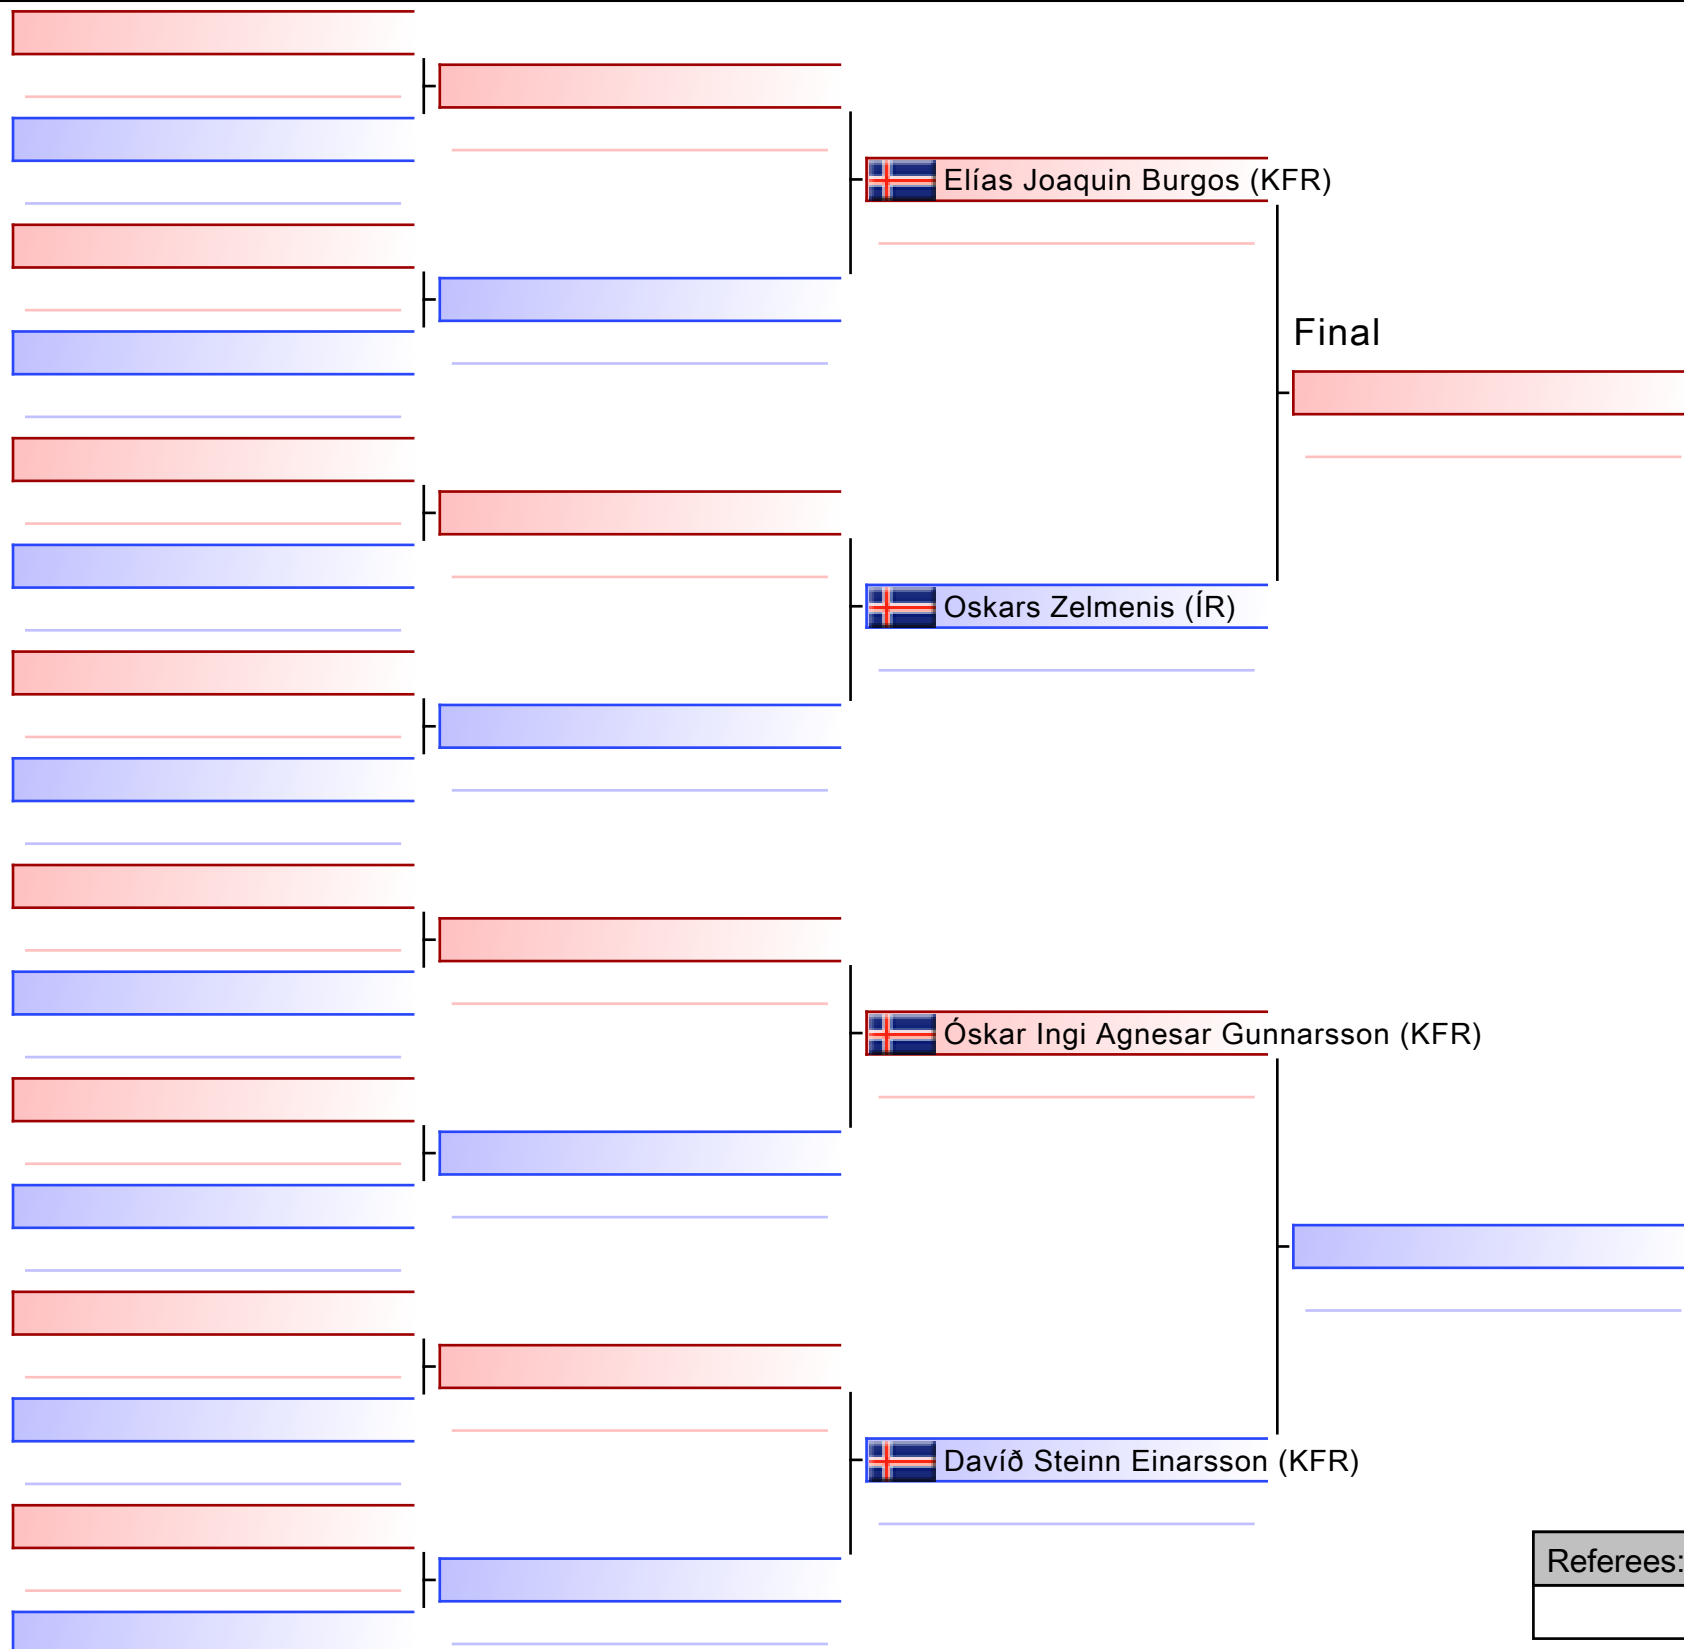 Elías Joaquin Burgos (KFR)
Final
Oskars Zelmenis (ÍR)
Óskar Ingi Agnesar Gunnarsson (KFR)
Davíð Steinn Einarsson (KFR)
Referees: